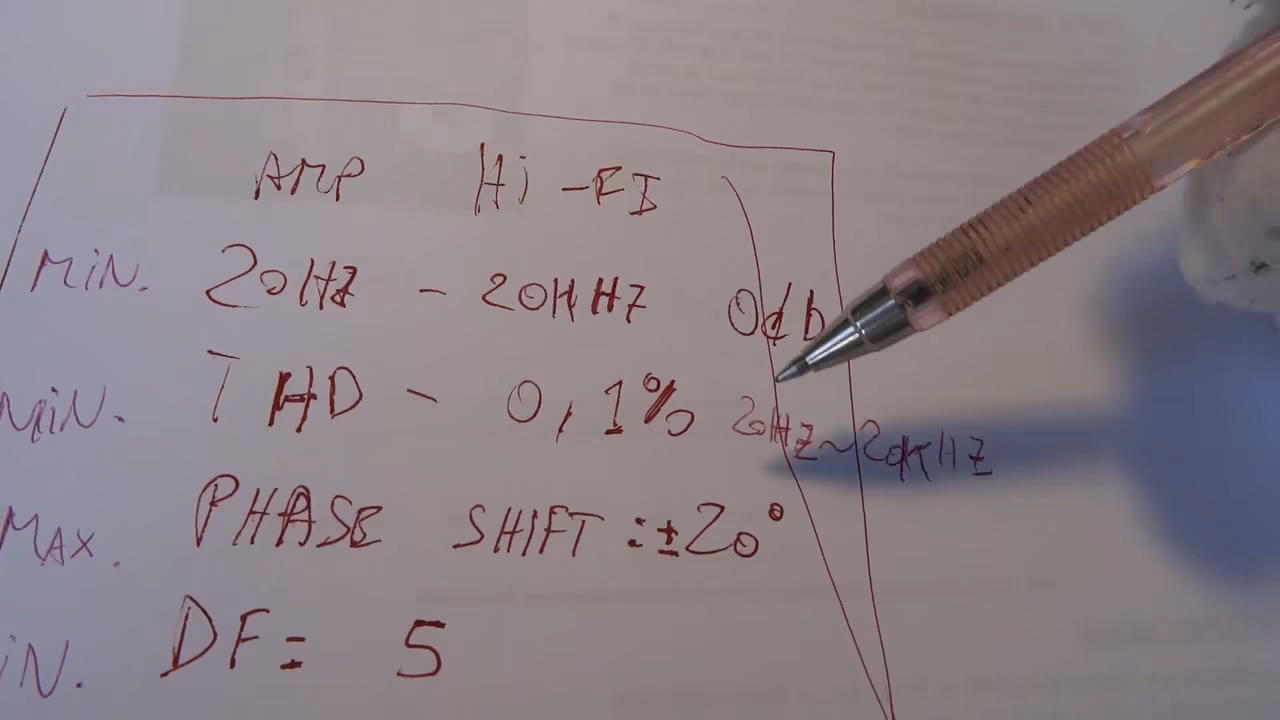 AMP Hi-FI
MiN. 20HZ - 20HHZ 0db
MiN. THD - 0,1% 20HZ~20KHZ
MAX. PHASE SHIFT:±20°
iN. DF= 5